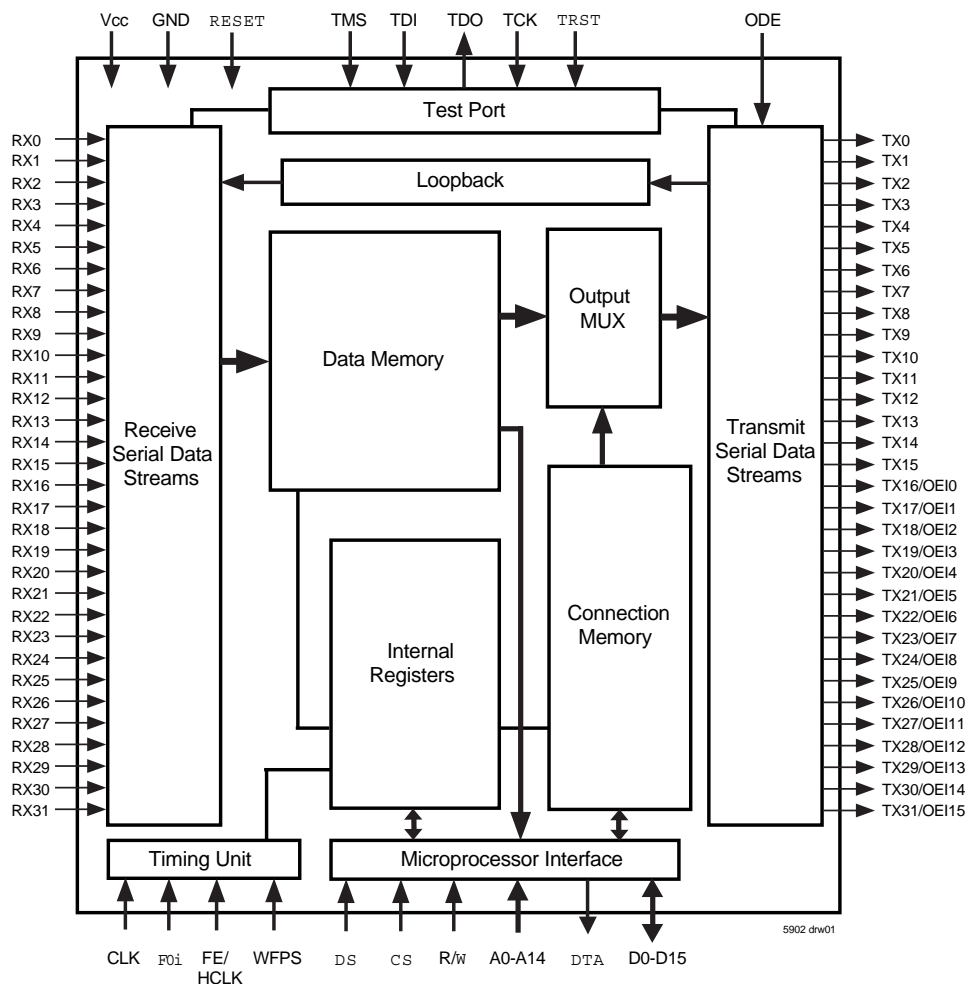 Vcc GND RESET TMS TDI TDO TCK TRST ODE
Test Port
Loopback
RX0
RX1
RX2
RX3
RX4
RX5
RX6
RX7
RX8
RX9
RX10
RX11
RX12
RX13
RX14
RX15
RX16
RX17
RX18
RX19
RX20
RX21
RX22
RX23
RX24
RX25
RX26
RX27
RX28
RX29
RX30
RX31
Receive
Serial Data
Streams
Data Memory
Output
MUX
Internal
Registers
Connection
Memory
Transmit
Serial Data
Streams
TX0
TX1
TX2
TX3
TX4
TX5
TX6
TX7
TX8
TX9
TX10
TX11
TX12
TX13
TX14
TX15
TX16/OEI0
TX17/OEI1
TX18/OEI2
TX19/OEI3
TX20/OEI4
TX21/OEI5
TX22/OEI6
TX23/OEI7
TX24/OEI8
TX25/OEI9
TX26/OEI10
TX27/OEI11
TX28/OEI12
TX29/OEI13
TX30/OEI14
TX31/OEI15
Timing Unit
Microprocessor Interface
5902 drw01
CLK F0i FE/ WFPS DS CS R/W A0-A14 DTA D0-D15
HCLK